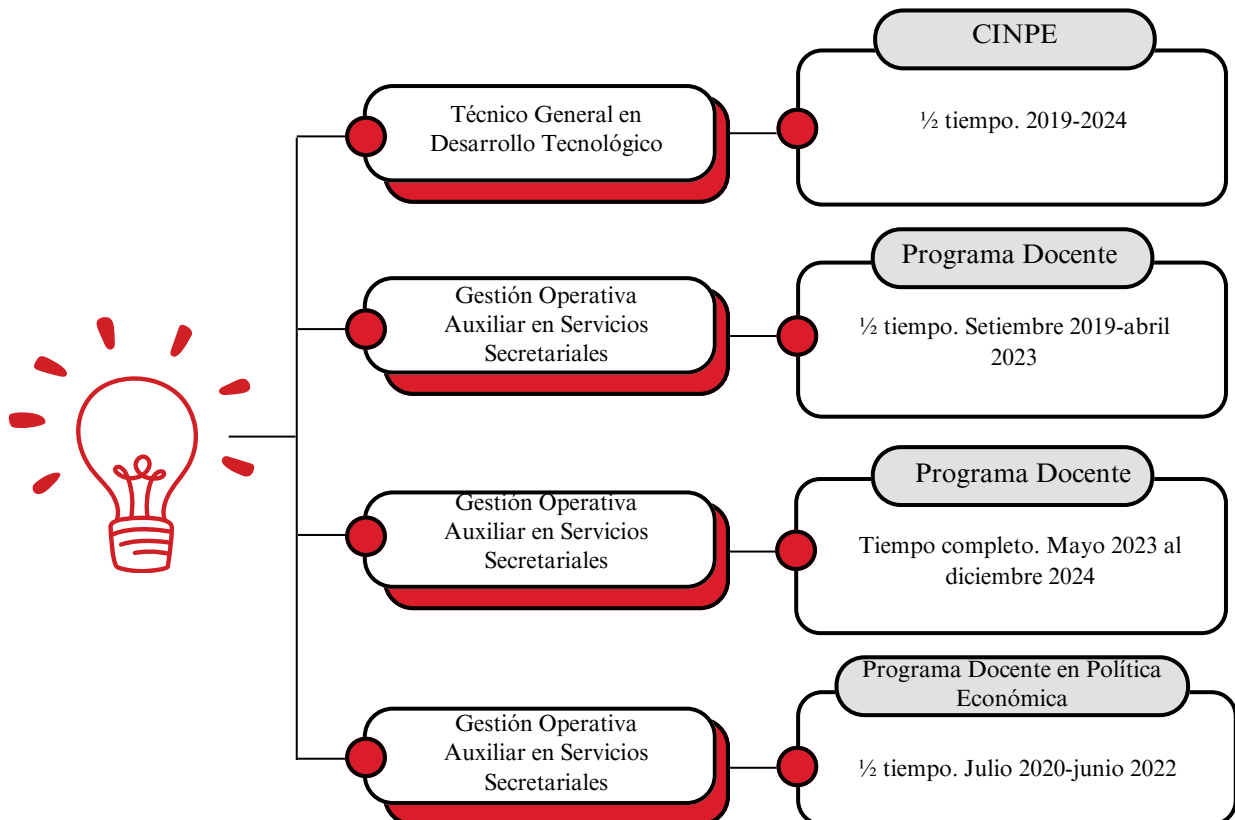 CINPE
Técnico General en
Desarrollo Tecnológico
½ tiempo. 2019-2024
Programa Docente
Gestión Operativa
Auxiliar en Servicios
Secretariales
½ tiempo. Setiembre 2019-abril
2023
Programa Docente
Gestión Operativa
Auxiliar en Servicios
Secretariales
Tiempo completo. Mayo 2023 al
diciembre 2024
Programa Docente en Política
Económica
Gestión Operativa
Auxiliar en Servicios
Secretariales
½ tiempo. Julio 2020-junio 2022